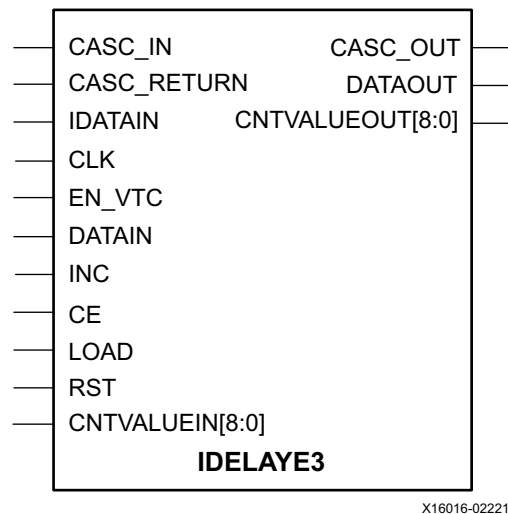 CASC_IN CASC_OUT
CASC_RETURN DATAOUT
IDATAIN CNTVALUEOUT[8:0]
CLK
EN_VTC
DATAIN
INC
CE
LOAD
RST
CNTVALUEIN[8:0]
IDELAYE3
X16016-02221